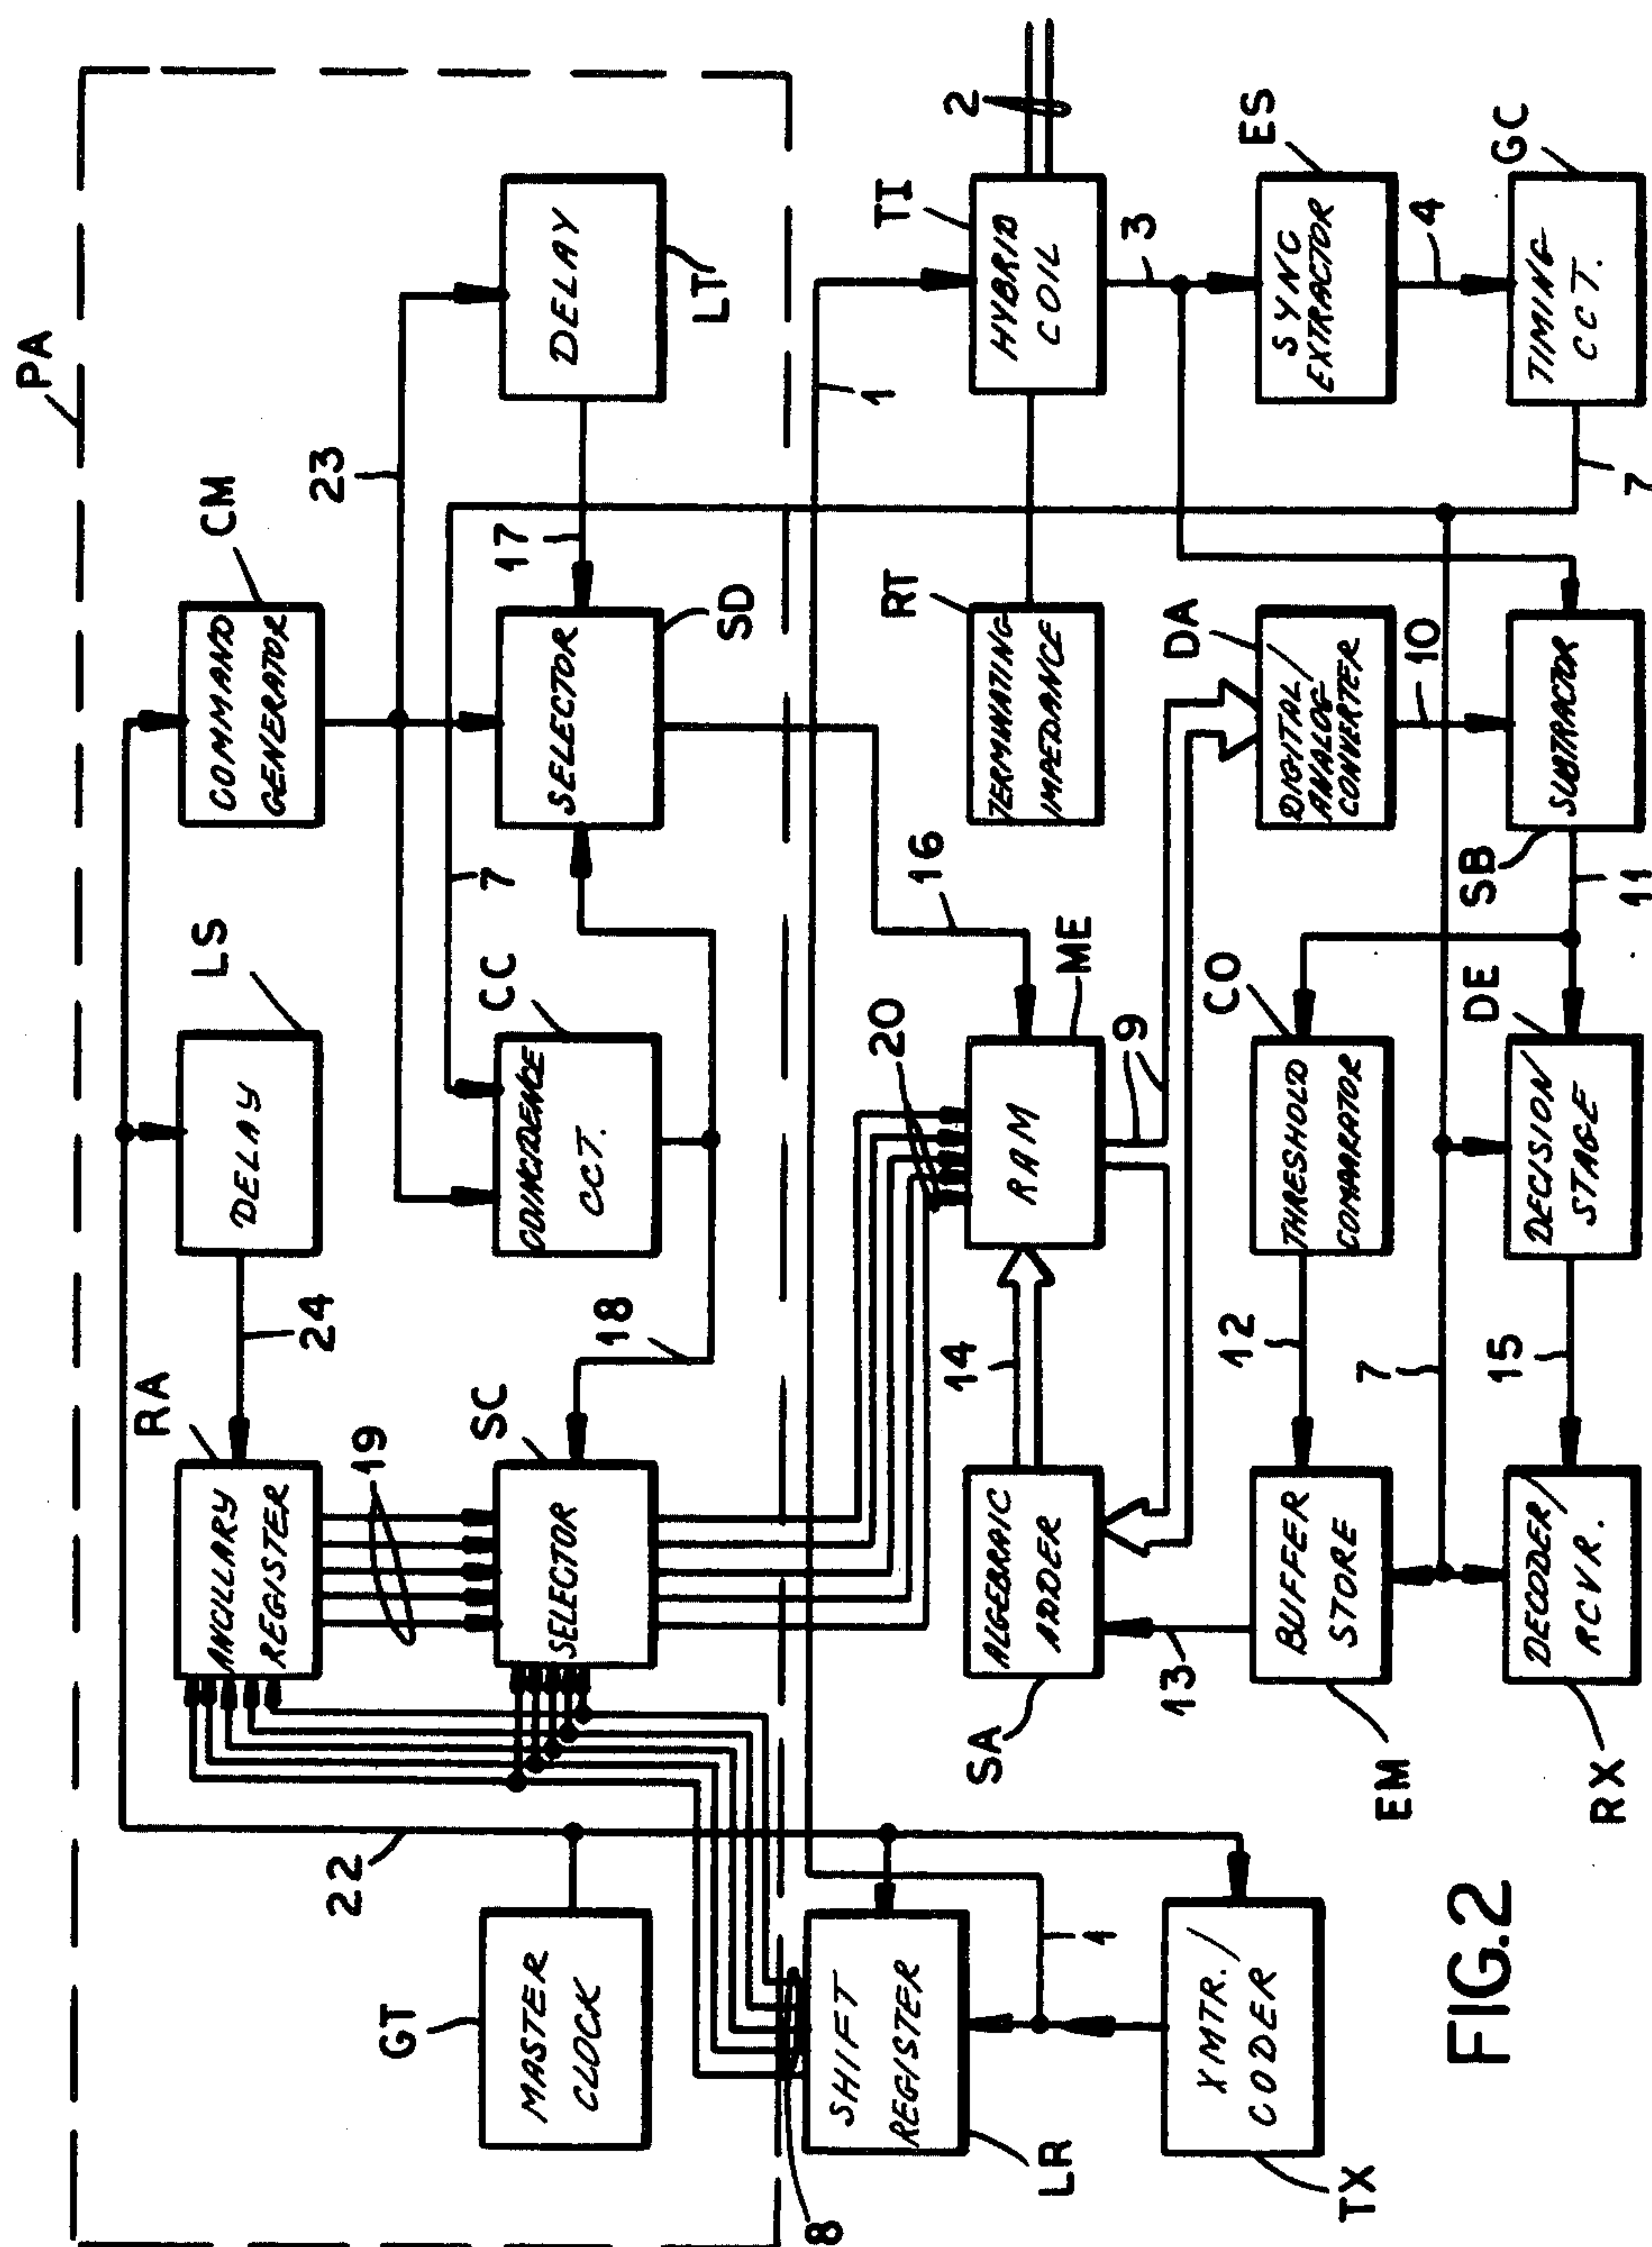 PA
GT
MASTER
CLOCK
22
RA
ANCILLARY
REGISTER
24
LS
DELAY
CM
COMMAND
GENERATOR
19
SC
SELECTOR
18
CC
COINCIDENCE
CCT.
7
23
SELECTOR
SD
17
DELAY
LT
8
SHIFT
REGISTER
LR
1
20
16
1
SA
ALGEBRAIC
ADDER
14
RAM
ME
9
RT
TERMINATING
IMPEDANCE
TI
HYBRID
COIL
2
3
XMTR./
CODER
TX
13
EM
BUFFER
STORE
12
CO
THRESHOLD
COMPARATOR
DA
DIGITAL/
ANALOG
CONVERTER
10
ES
SYNC
EXTRACTOR
4
7
RX
DECODER/
RCVR.
15
DE
DECISION/
STAGE
11
SB
SUBTRACTOR
7
GC
TIMING
CCT.
FIG.2